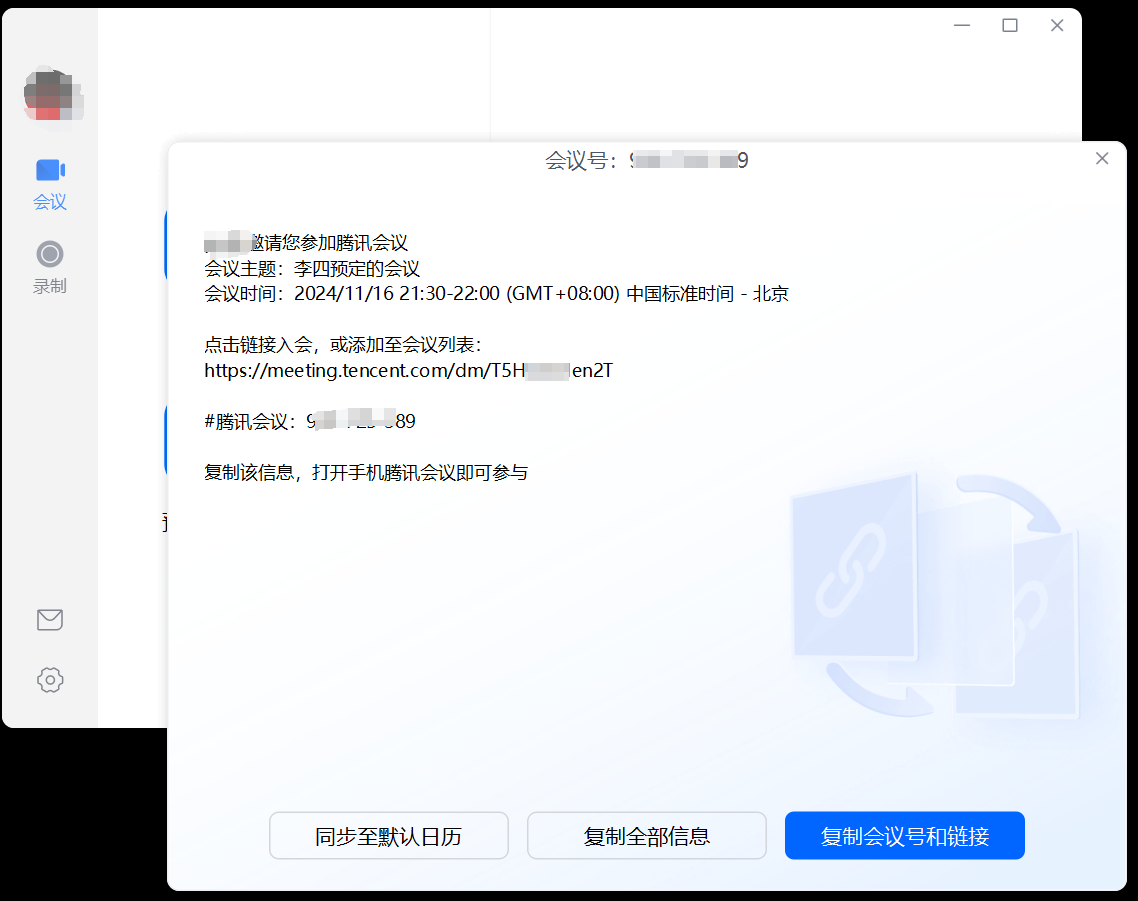 会议
录制
会议号：
邀请您参加腾讯会议
会议主题：李四预定的会议
会议时间：2024/11/16 21:30-22:00 (GMT+08:00) 中国标准时间 - 北京
点击链接入会，或添加至会议列表：
https://meeting.tencent.com/dm/T5H en2T
#腾讯会议：9 89
复制该信息，打开手机腾讯会议即可参与
同步至默认日历
复制全部信息
复制会议号和链接